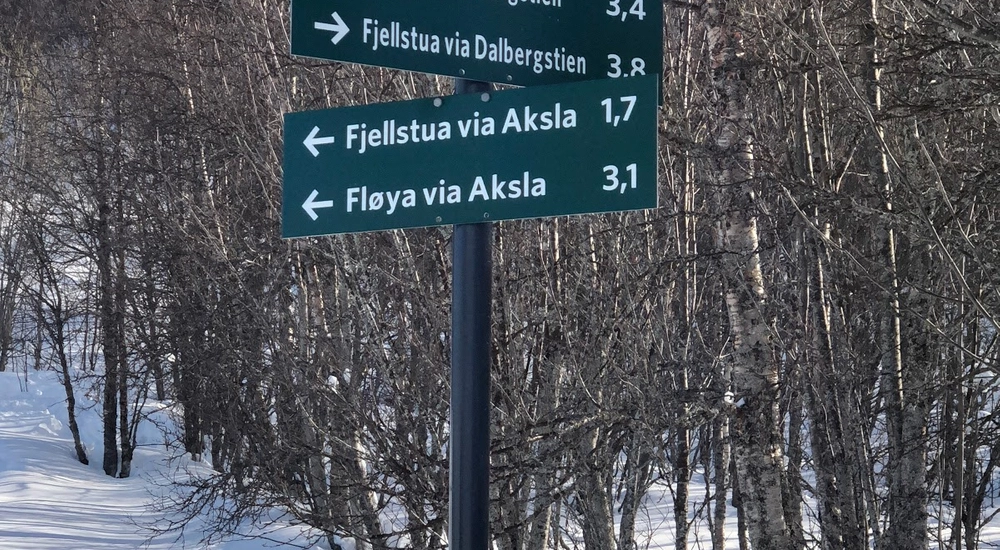 3,4
→ Fjellstua via Dalbergstien 3,8
← Fjellstua via Aksla 1,7
← Fløya via Aksla 3,1